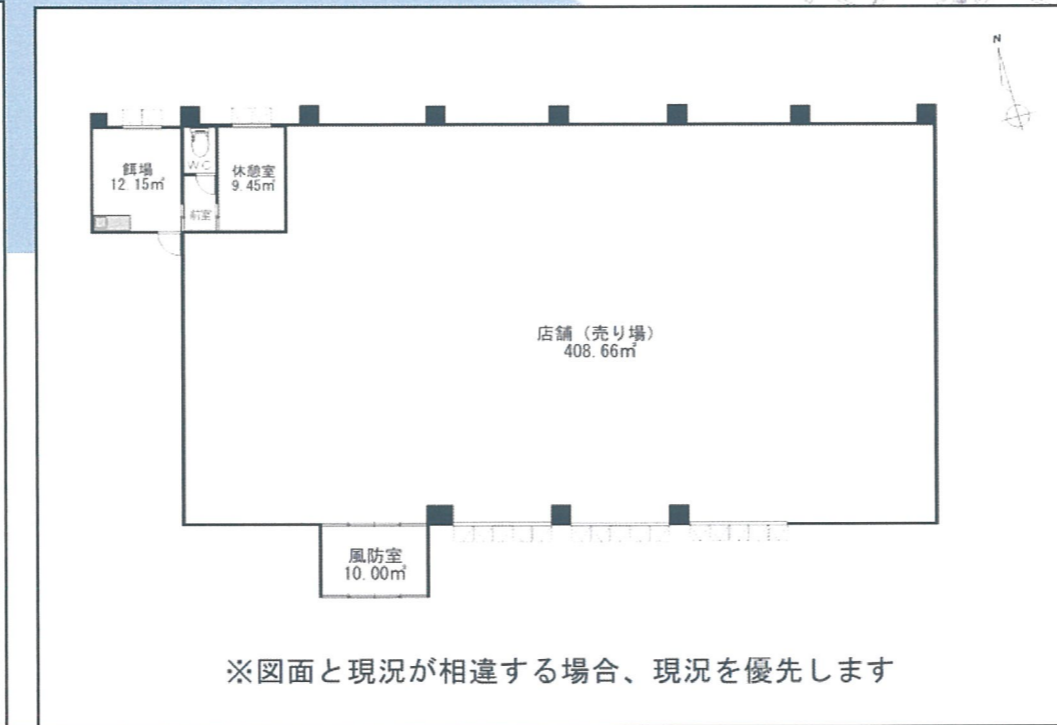 N
餌場
12.15㎡
WC
休憩室
9.45㎡
前室
店舗（売り場）
408.66㎡
風防室
10.00㎡
※図面と現況が相違する場合、現況を優先します